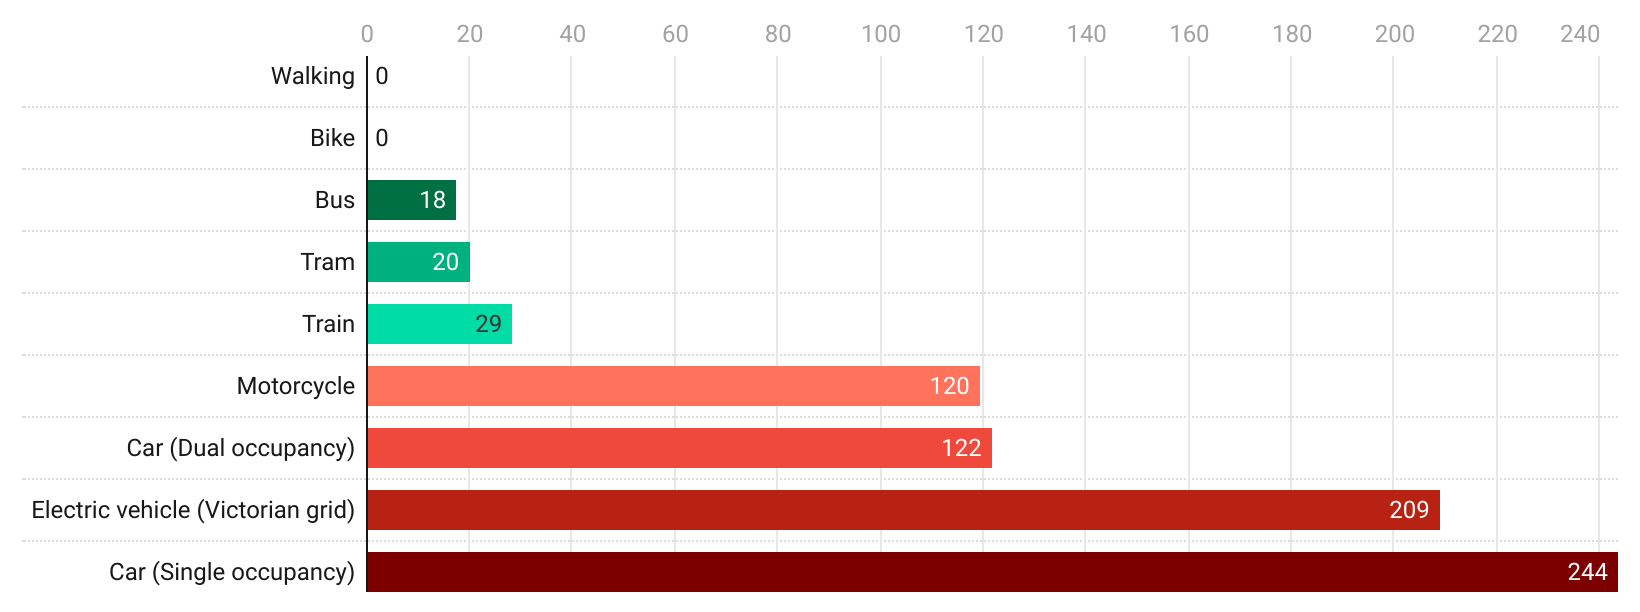 0 20 40 60 80 100 120 140 160 180 200 220 240
Walking 0
Bike 0
Bus 18
Tram 20
Train 29
Motorcycle 120
Car (Dual occupancy) 122
Electric vehicle (Victorian grid) 209
Car (Single occupancy) 244